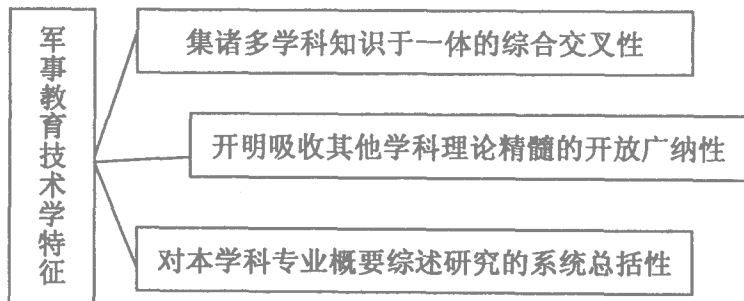 军事教育技术学特征
集诸多学科知识于一体的综合交叉性
开明吸收其他学科理论精髓的开放广纳性
对本学科专业概要综述研究的系统总括性